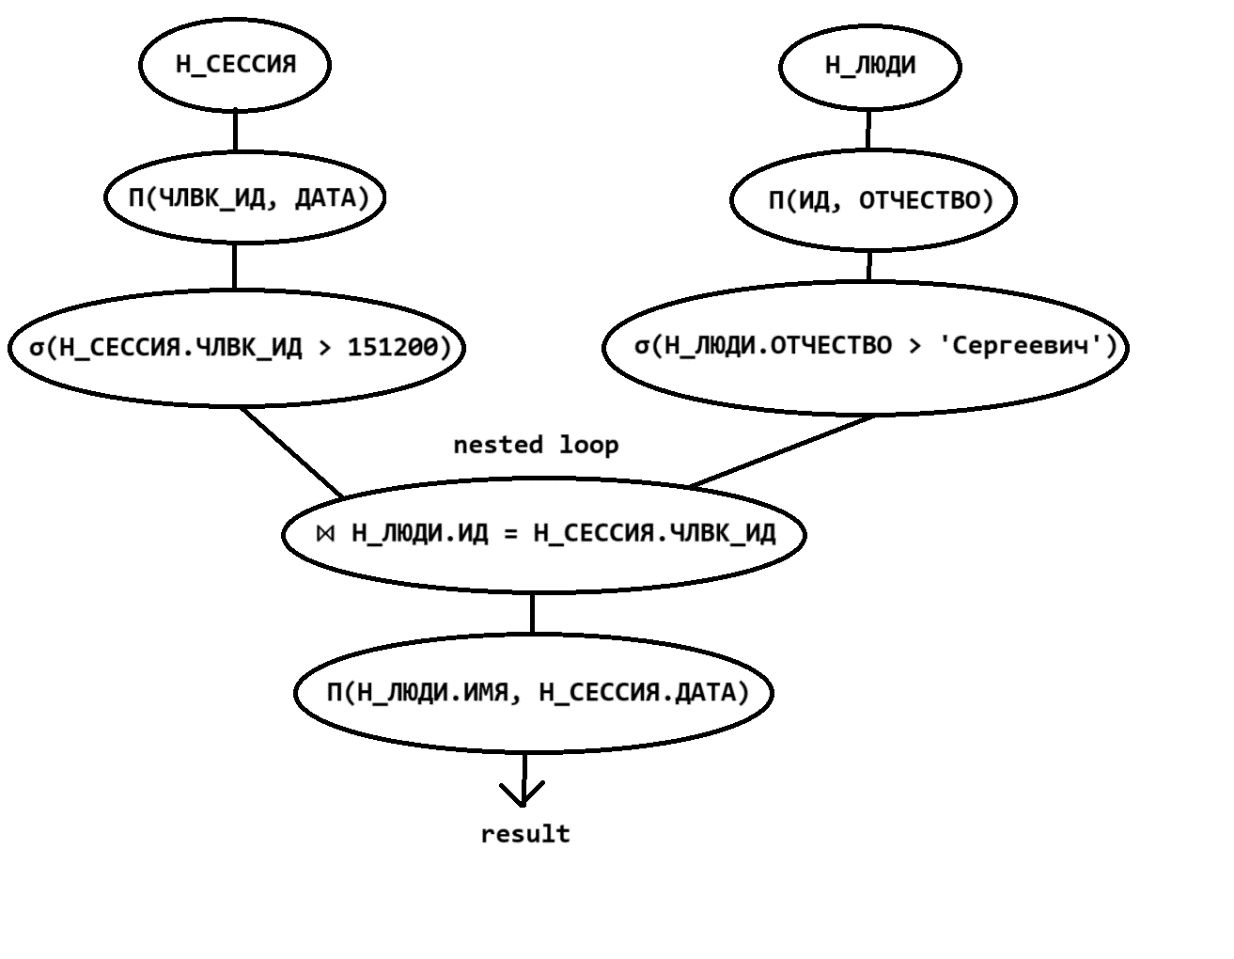 Н_СЕССИЯ
Н_ЛЮДИ
П(ЧЛВК_ИД, ДАТА)
П(ИД, ОТЧЕСТВО)
σ(Н_СЕССИЯ.ЧЛВК_ИД > 151200)
σ(Н_ЛЮДИ.ОТЧЕСТВО > 'Сергеевич')
nested loop
⋈ Н_ЛЮДИ.ИД = Н_СЕССИЯ.ЧЛВК_ИД
П(Н_ЛЮДИ.ИМЯ, Н_СЕССИЯ.ДАТА)
result